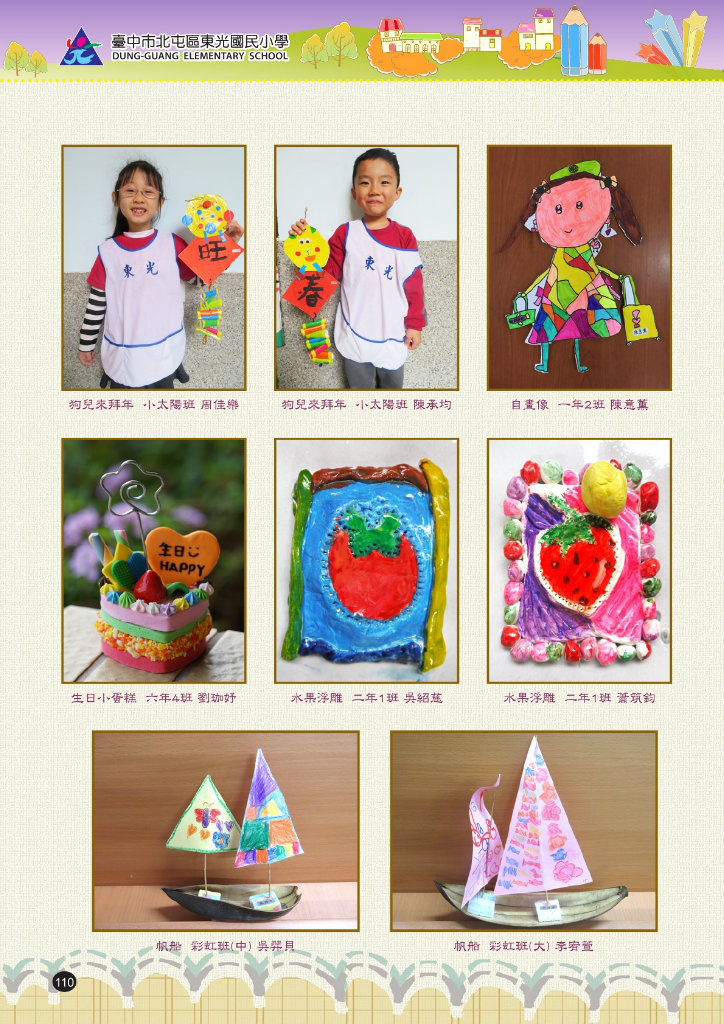 臺中市北屯區東光國民小學
DUNG-GUANG ELEMENTARY SCHOOL
東光
旺
東光
春
狗兒來拜年 小太陽班 周佳樂
狗兒來拜年 小太陽班 陳承均
自畫像 一年2班 陳意薰
生日
HAPPY
生日小蛋糕 六年4班 劉珈妤
水果浮雕 二年1班 吳紹蕉
水果浮雕 二年1班 蕭筑鈞
帆船 彩虹班(中) 吳羿貝
帆船 彩虹班(大) 李宥萱
110